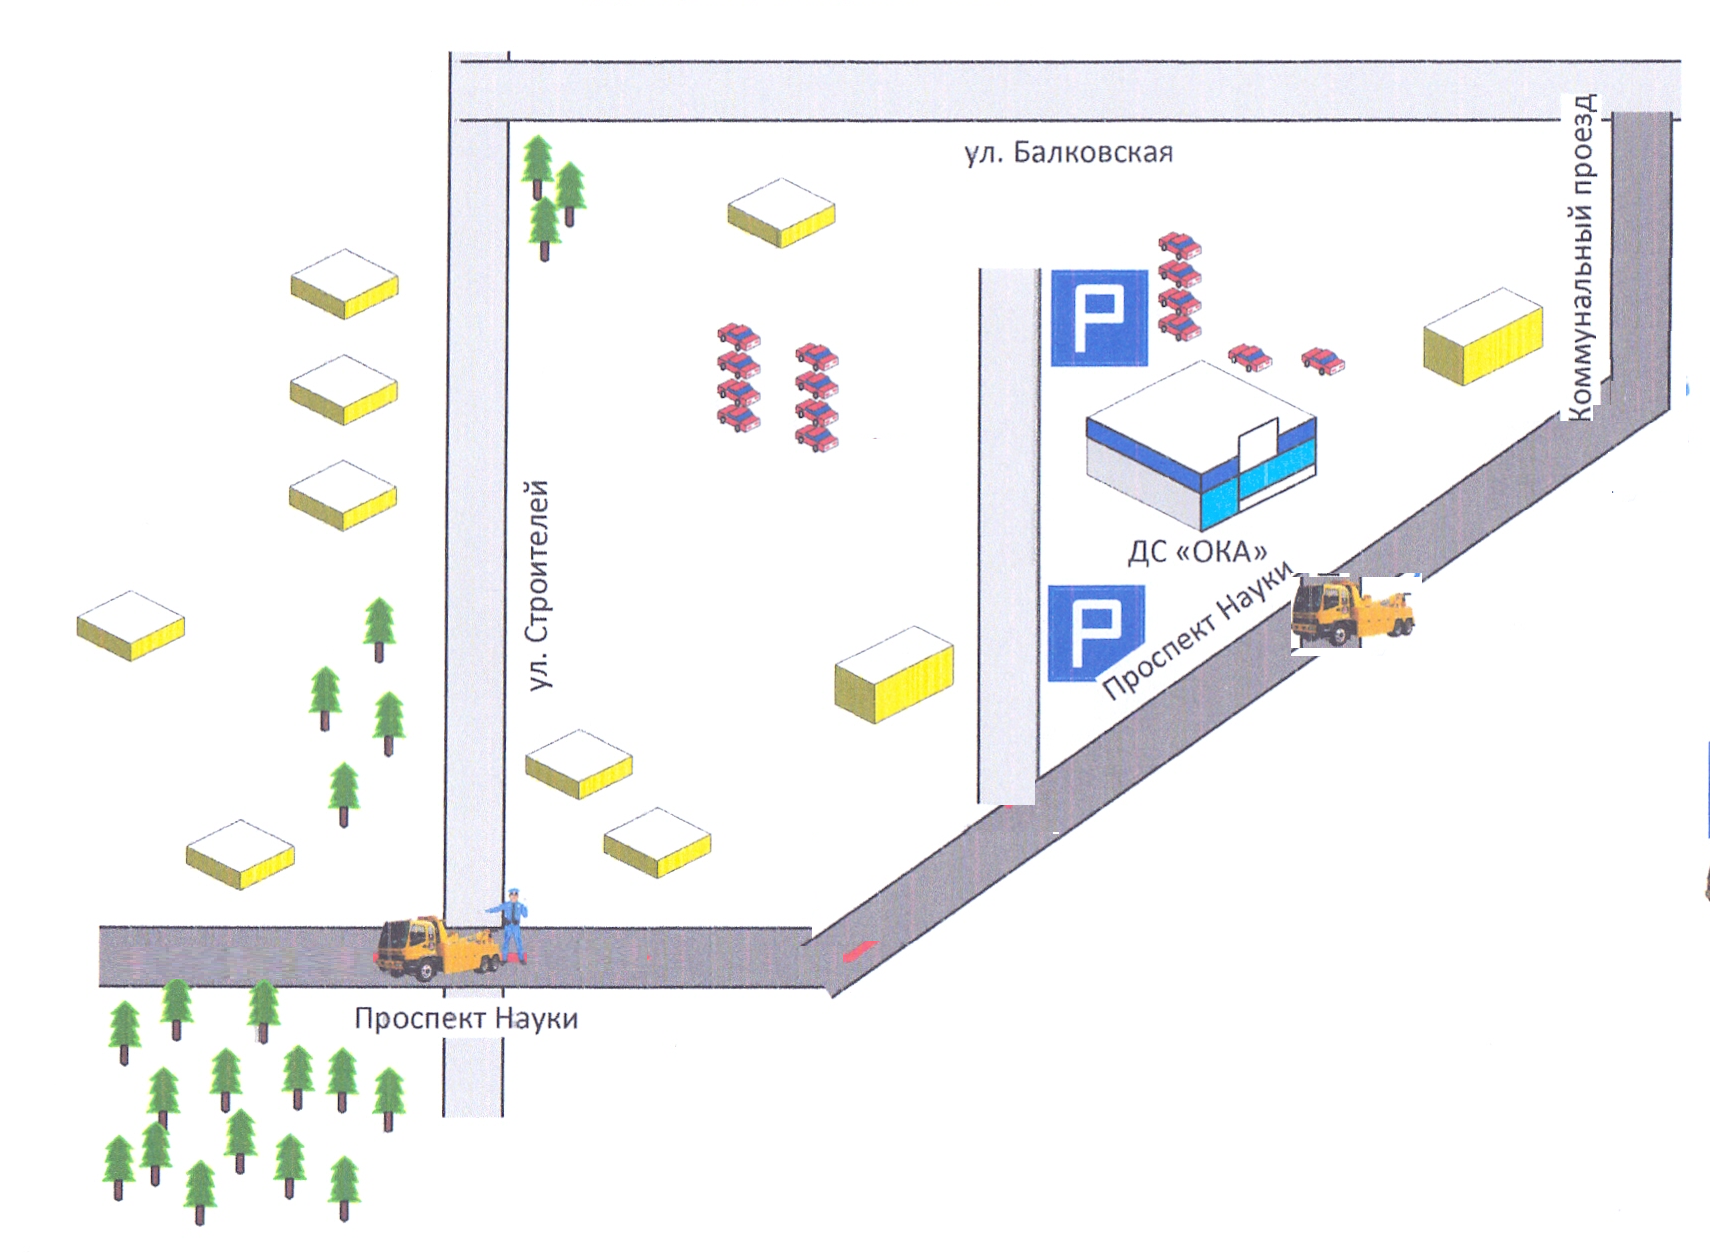 ул. Балковская
Коммунальный проезд
P
ул. Строителей
ДС «ОКА»
P
Проспект Науки
Проспект Науки